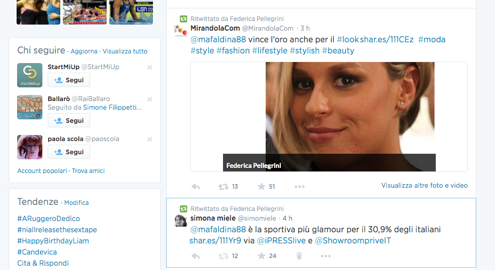 Chi seguire · Aggiorna · Visualizza tutto
StartMiUp @StartMiUp
Segui
Ballarò @RaiBallaro
Seguito da Simone Filippetti...
Segui
paola scola @paoscola
Segui
Account popolari · Trova amici
Tendenze · Modifica
#ARuggeroDedico
#niallreleasethesextape
#HappyBirthdayLiam
#Candevica
Cita & Rispondi
Ritwittato da Federica Pellegrini
MirandolaCom @MirandolaCom · 3 h
@mafaldina88 vince l'oro anche per il #lookshar.es/111CEz #moda
#style #fashion #lifestyle #stylish #beauty
Federica Pellegrini
13 51
Visualizza altre foto e video
Ritwittato da Federica Pellegrini
simona miele @simomiele · 4 h
@mafaldina88 è la sportiva più glamour per il 30,9% degli italiani
shar.es/111Yr9 via @iPRESSlive e @ShowroompriveIT
12 24